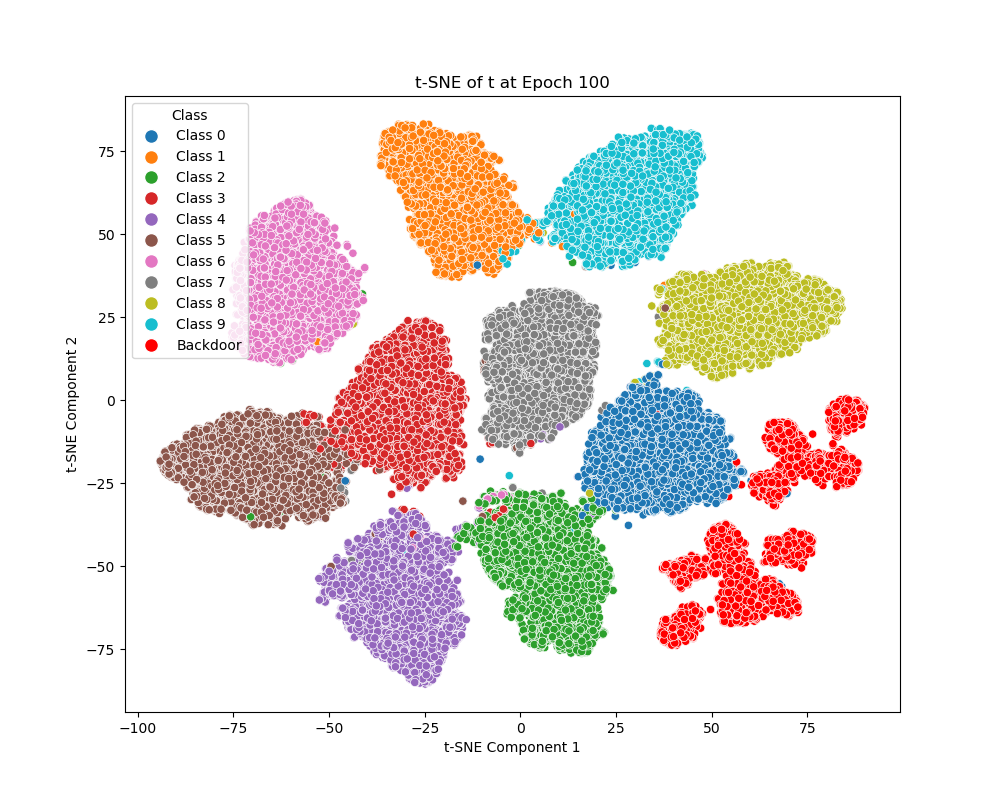 t-SNE of t at Epoch 100
Class
Class 0
Class 1
Class 2
Class 3
Class 4
Class 5
Class 6
Class 7
Class 8
Class 9
Backdoor
t-SNE Component 2
75
50
25
0
−25
−50
−75
−100 −75 −50 −25 0 25 50 75
t-SNE Component 1